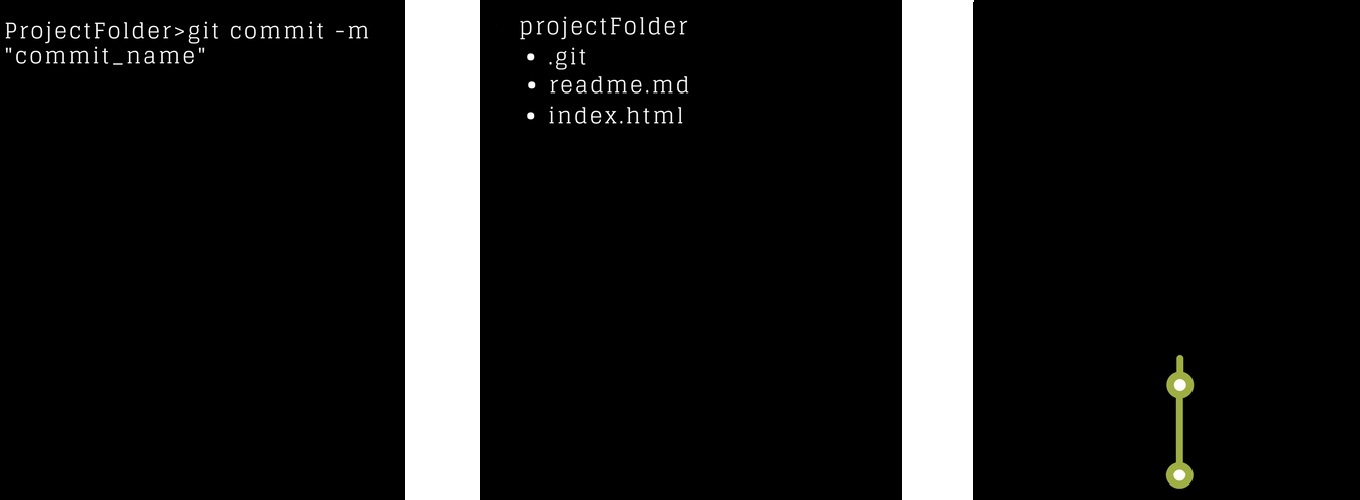 ProjectFolder>git commit -m
"commit_name"
projectFolder
• .git
• readme.md
• index.html